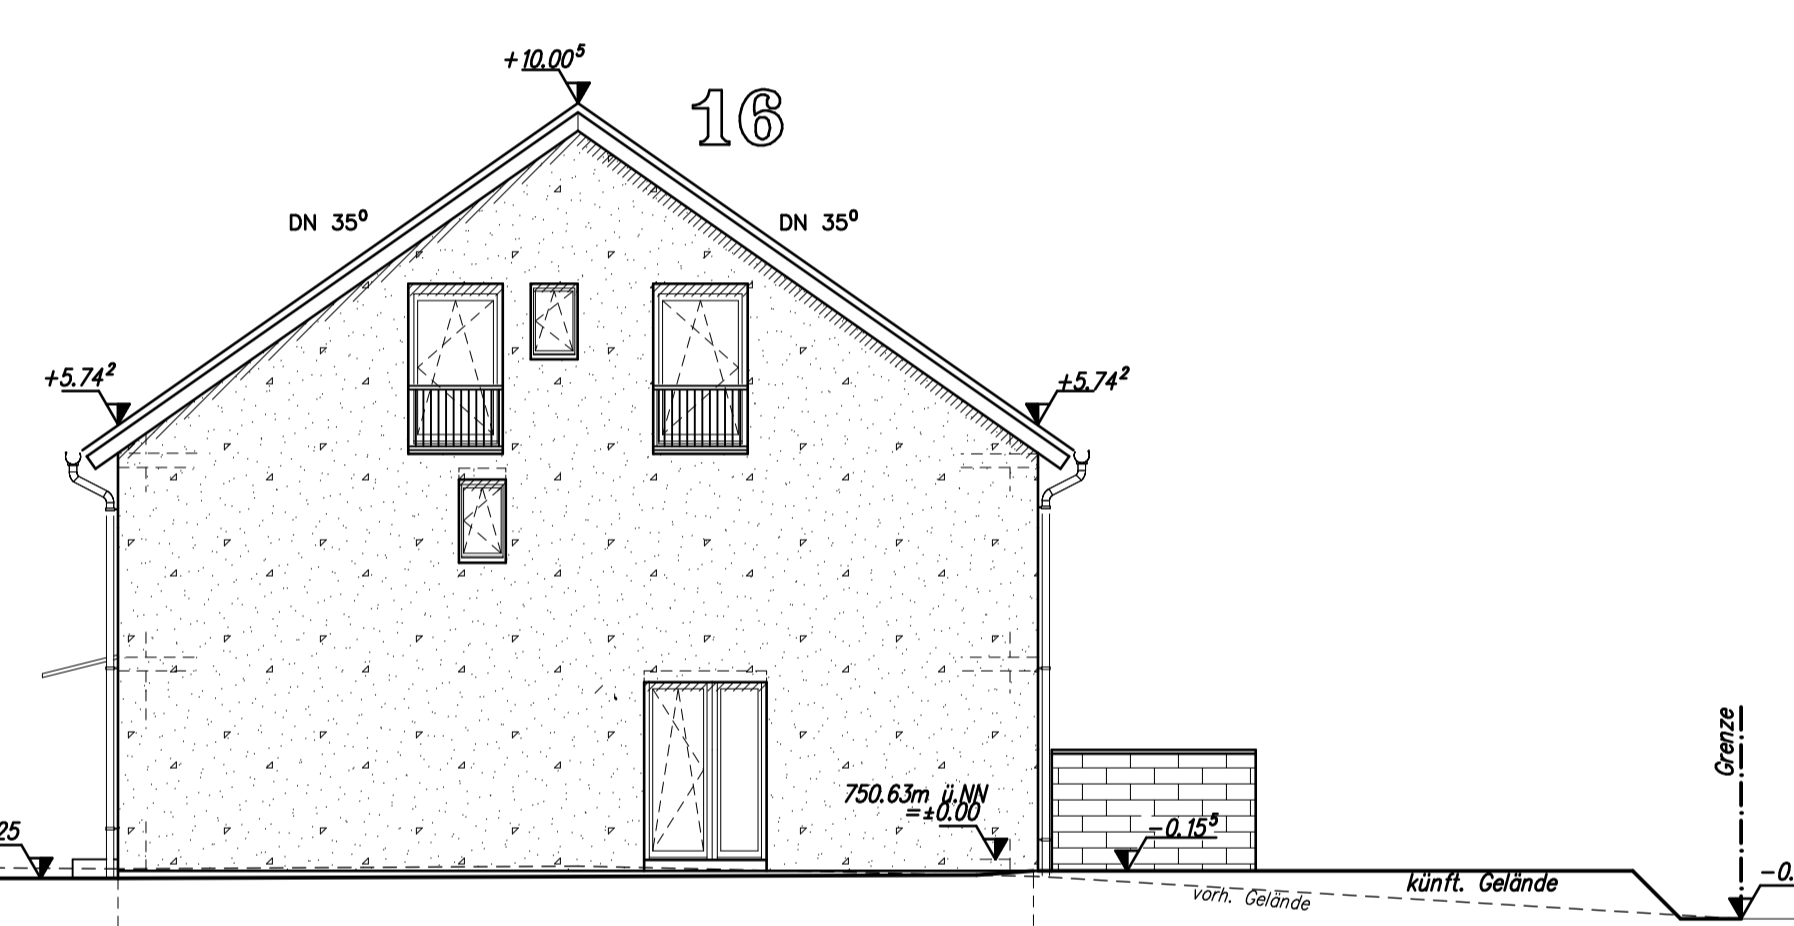 +10.00⁵
16
DN 35⁰
DN 35⁰
+5.74²
+5.74²
Grenze
750.63m ü.NN
=±0.00
25
-0.15⁵
-0.
künft. Gelände
vorh. Gelände